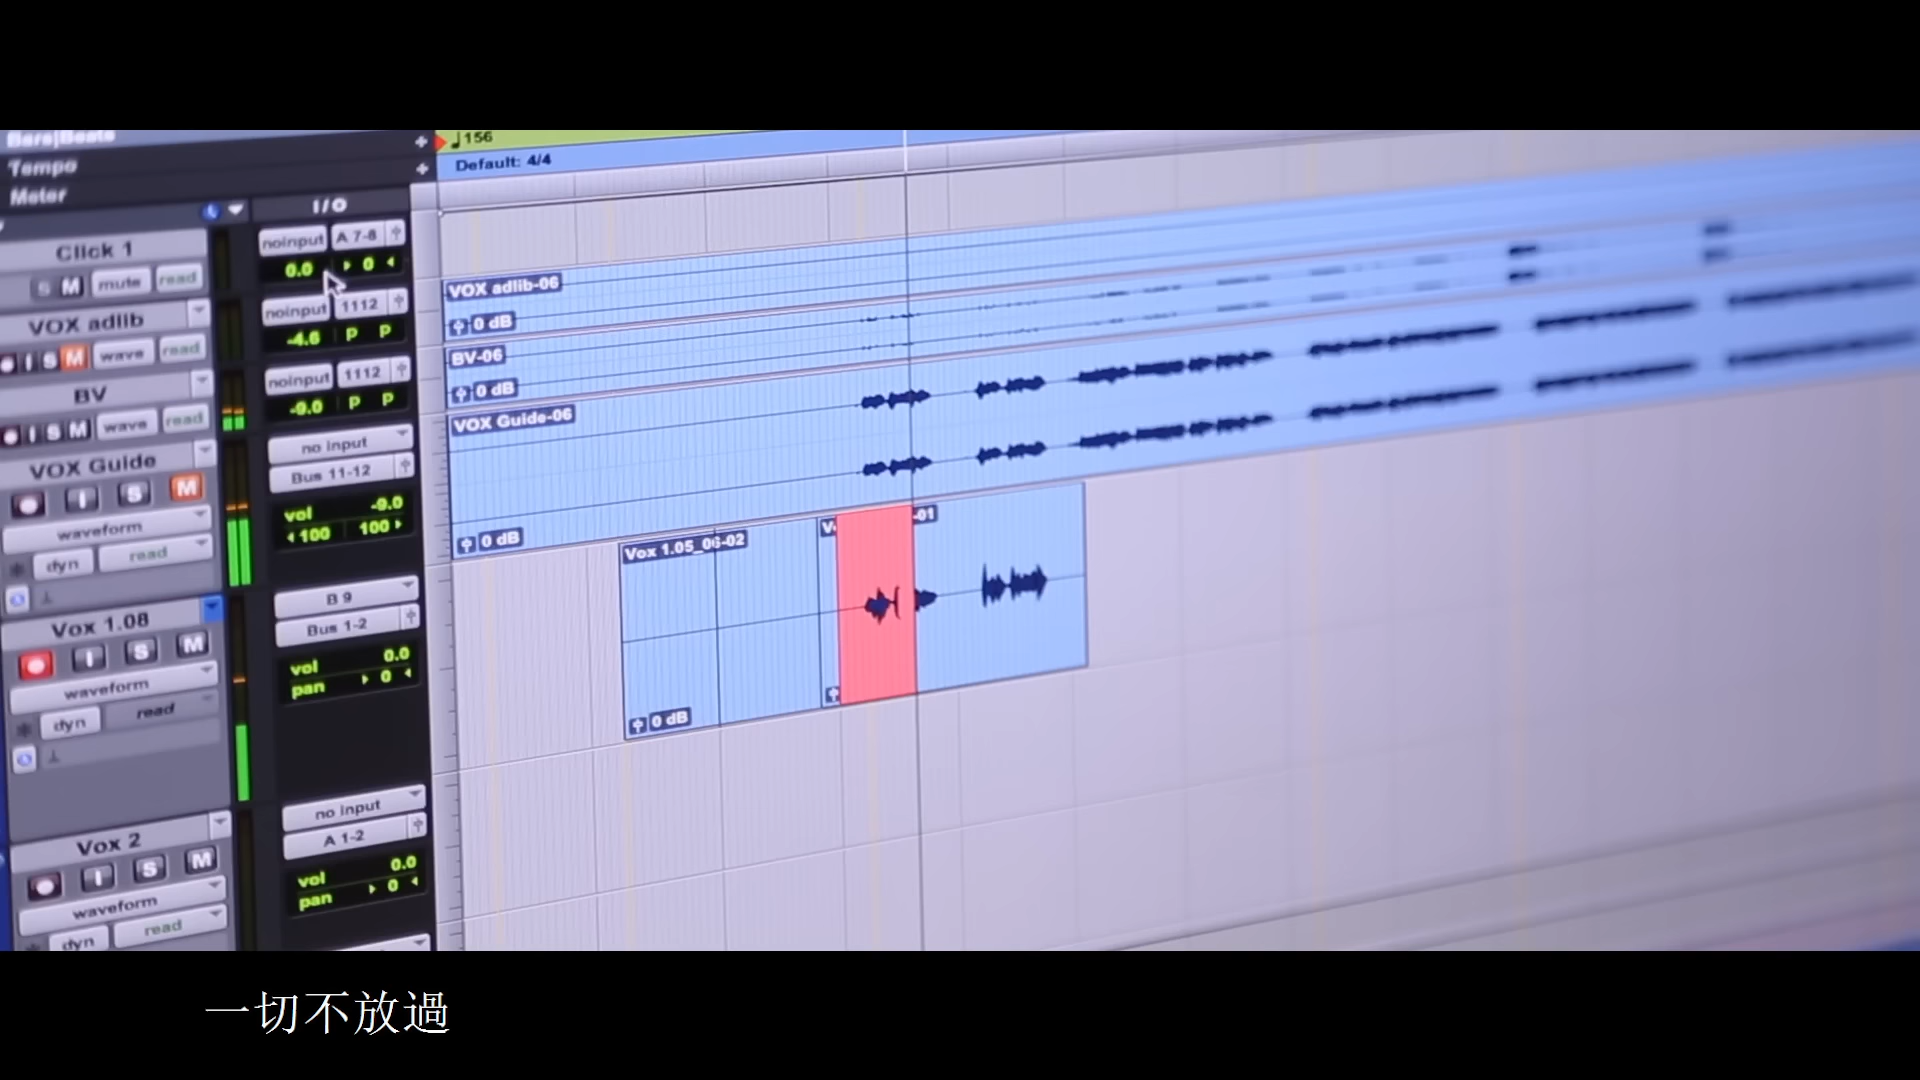 Bars|Beats
Tempo
Meter
156
Default: 4/4
I/O
Click 1
noinput A 7-8
S M mute read
0.0 0
VOX adlib
noinput 1112
I S M wave read
-4.6 P P
BV
noinput 1112
I S M wave read
-9.0 P P
VOX Guide
no input
Bus 11-12
I S M
waveform
dyn read
vol -9.0
100 100
Vox 1.08
B 9
Bus 1-2
I S M
waveform
dyn read
vol 0.0
pan 0
Vox 2
no input
A 1-2
I S M
waveform
dyn read
vol 0.0
pan 0
VOX adlib-06
0 dB
BV-06
0 dB
VOX Guide-06
0 dB
Vox 1.05_06-02
0 dB
V
-01
一切不放過